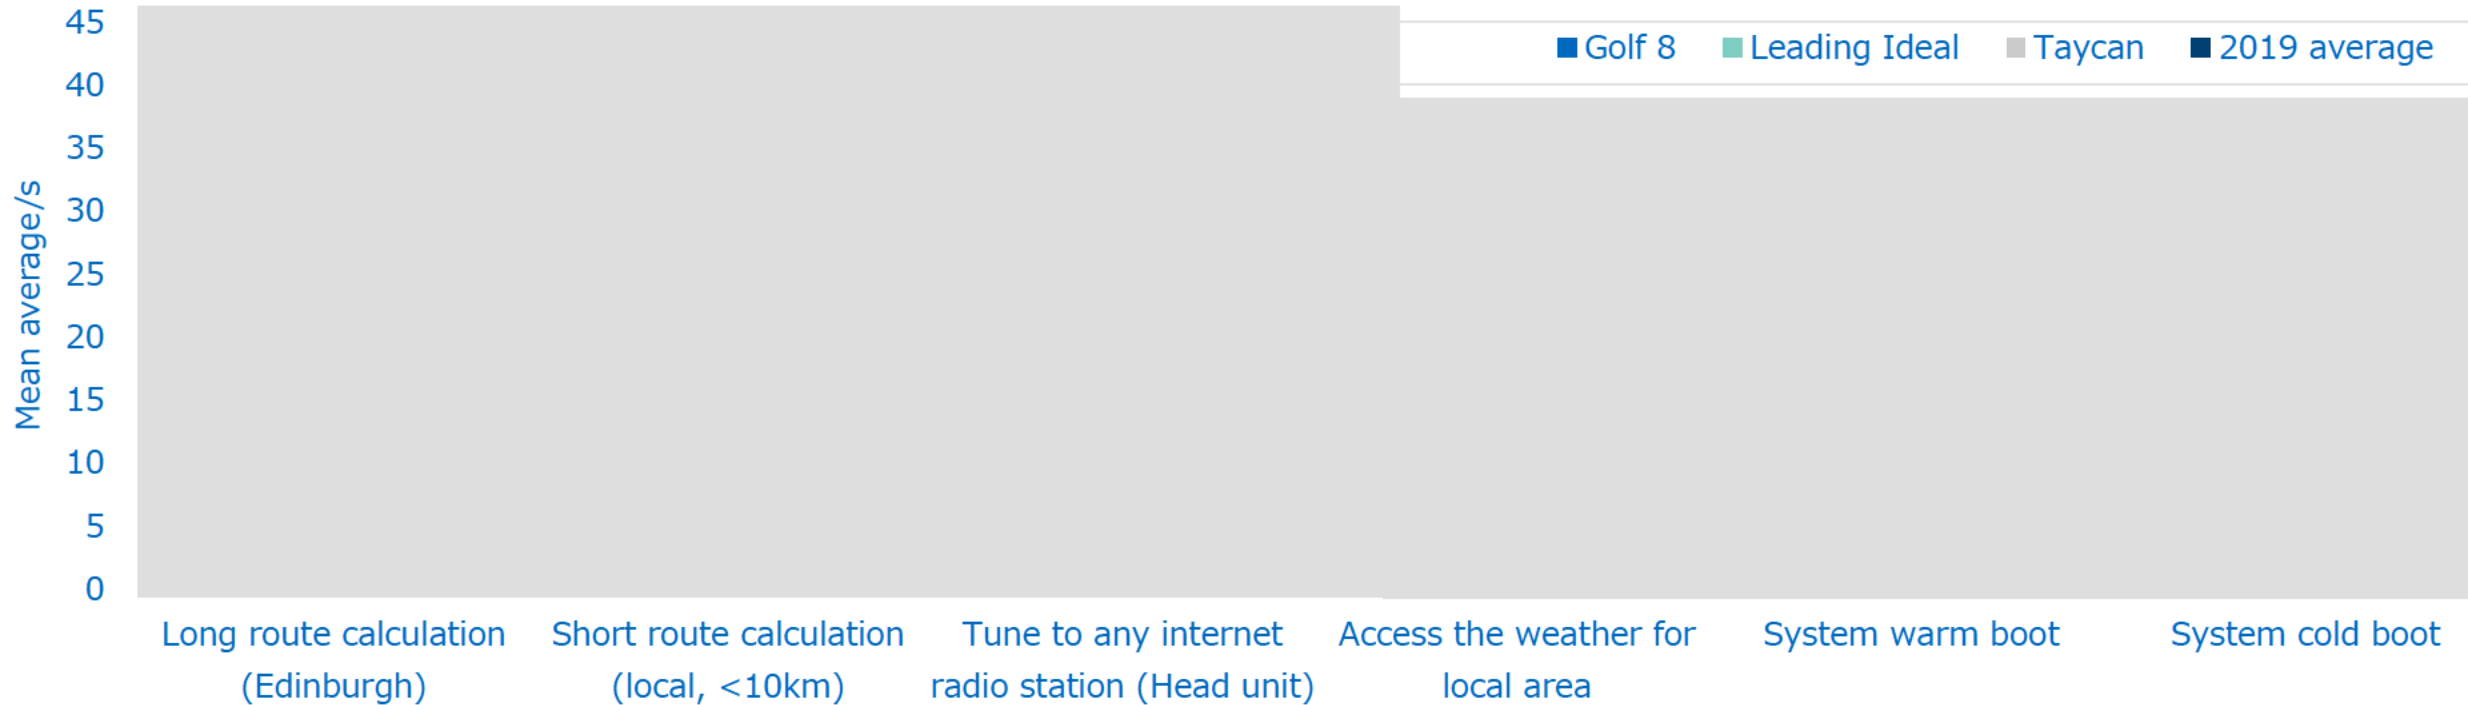 45
40
35
30
25
20
15
10
5
0
Mean average/s
Golf 8 Leading Ideal Taycan 2019 average
Long route calculation
(Edinburgh)
Short route calculation
(local, <10km)
Tune to any internet
radio station (Head unit)
Access the weather for
local area
System warm boot
System cold boot